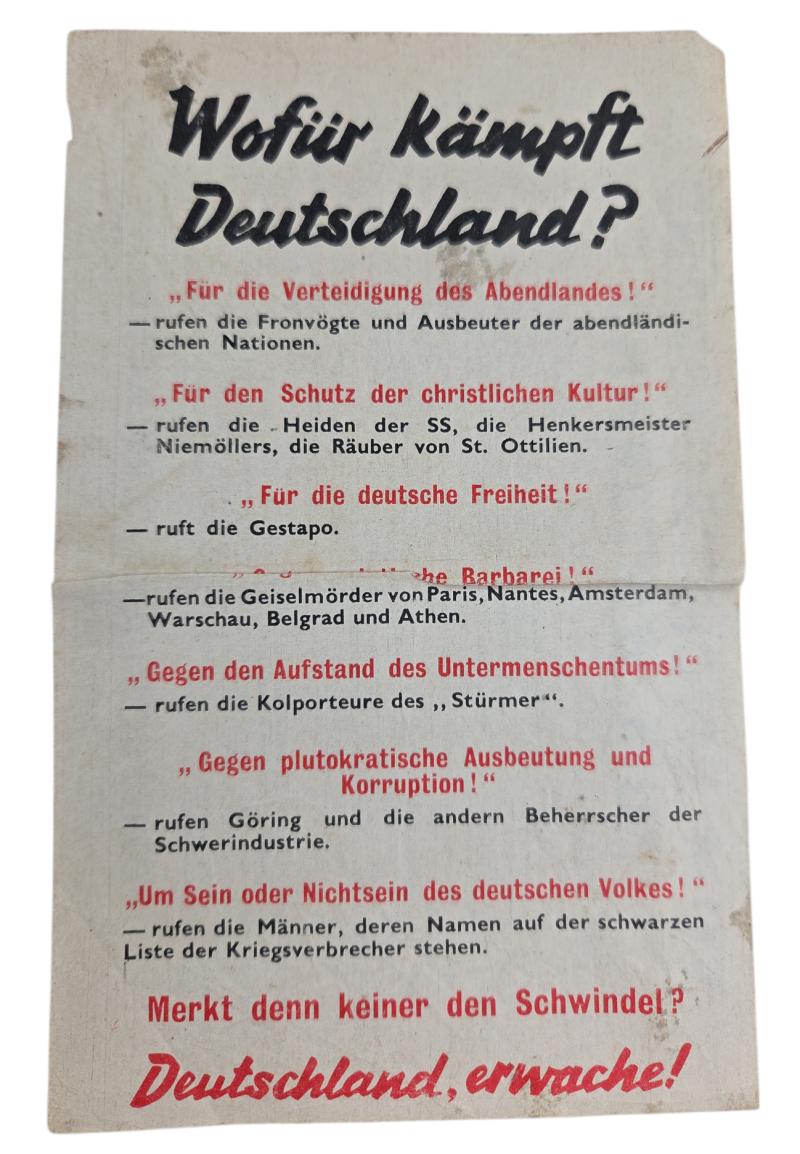 Wofür kämpft
Deutschland?
„Für die Verteidigung des Abendlandes!“
— rufen die Fronvögte und Ausbeuter der abendländi-
schen Nationen.
„Für den Schutz der christlichen Kultur!“
— rufen die Heiden der SS, die Henkersmeister
Niemöllers, die Räuber von St. Ottilien.
„Für die deutsche Freiheit!“
— ruft die Gestapo.
Barbarei!“
—rufen die Geiselmörder von Paris, Nantes, Amsterdam,
Warschau, Belgrad und Athen.
„Gegen den Aufstand des Untermenschentums!“
— rufen die Kolporteure des „Stürmer“.
„Gegen plutokratische Ausbeutung und
Korruption!“
— rufen Göring und die andern Beherrscher der
Schwerindustrie.
„Um Sein oder Nichtsein des deutschen Volkes!“
— rufen die Männer, deren Namen auf der schwarzen
Liste der Kriegsverbrecher stehen.
Merkt denn keiner den Schwindel?
Deutschland, erwache!